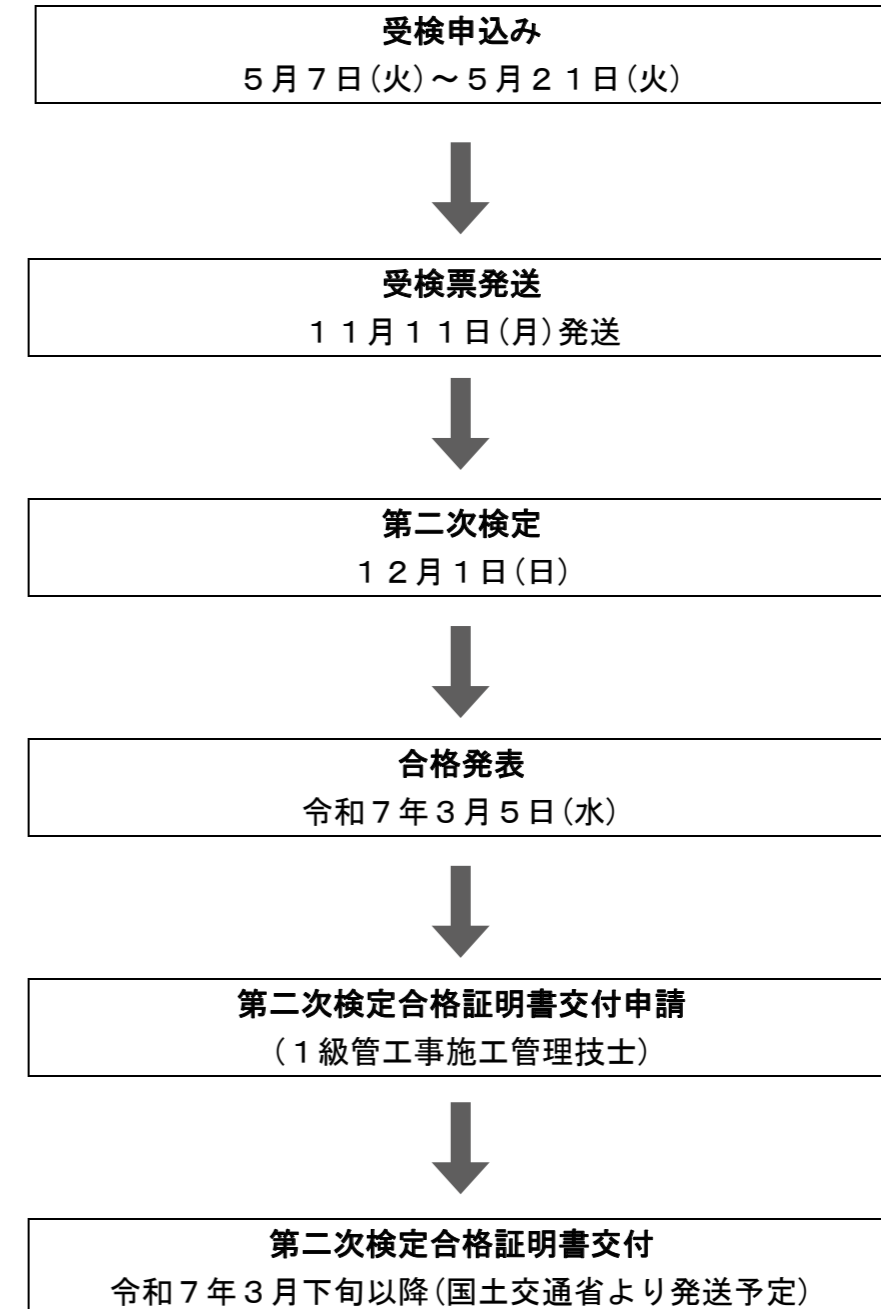 受検申込み
５月７日(火)～５月２１日(火)
受検票発送
１１月１１日(月)発送
第二次検定
１２月１日(日)
合格発表
令和７年３月５日(水)
第二次検定合格証明書交付申請
(１級管工事施工管理技士)
第二次検定合格証明書交付
令和７年３月下旬以降(国土交通省より発送予定)